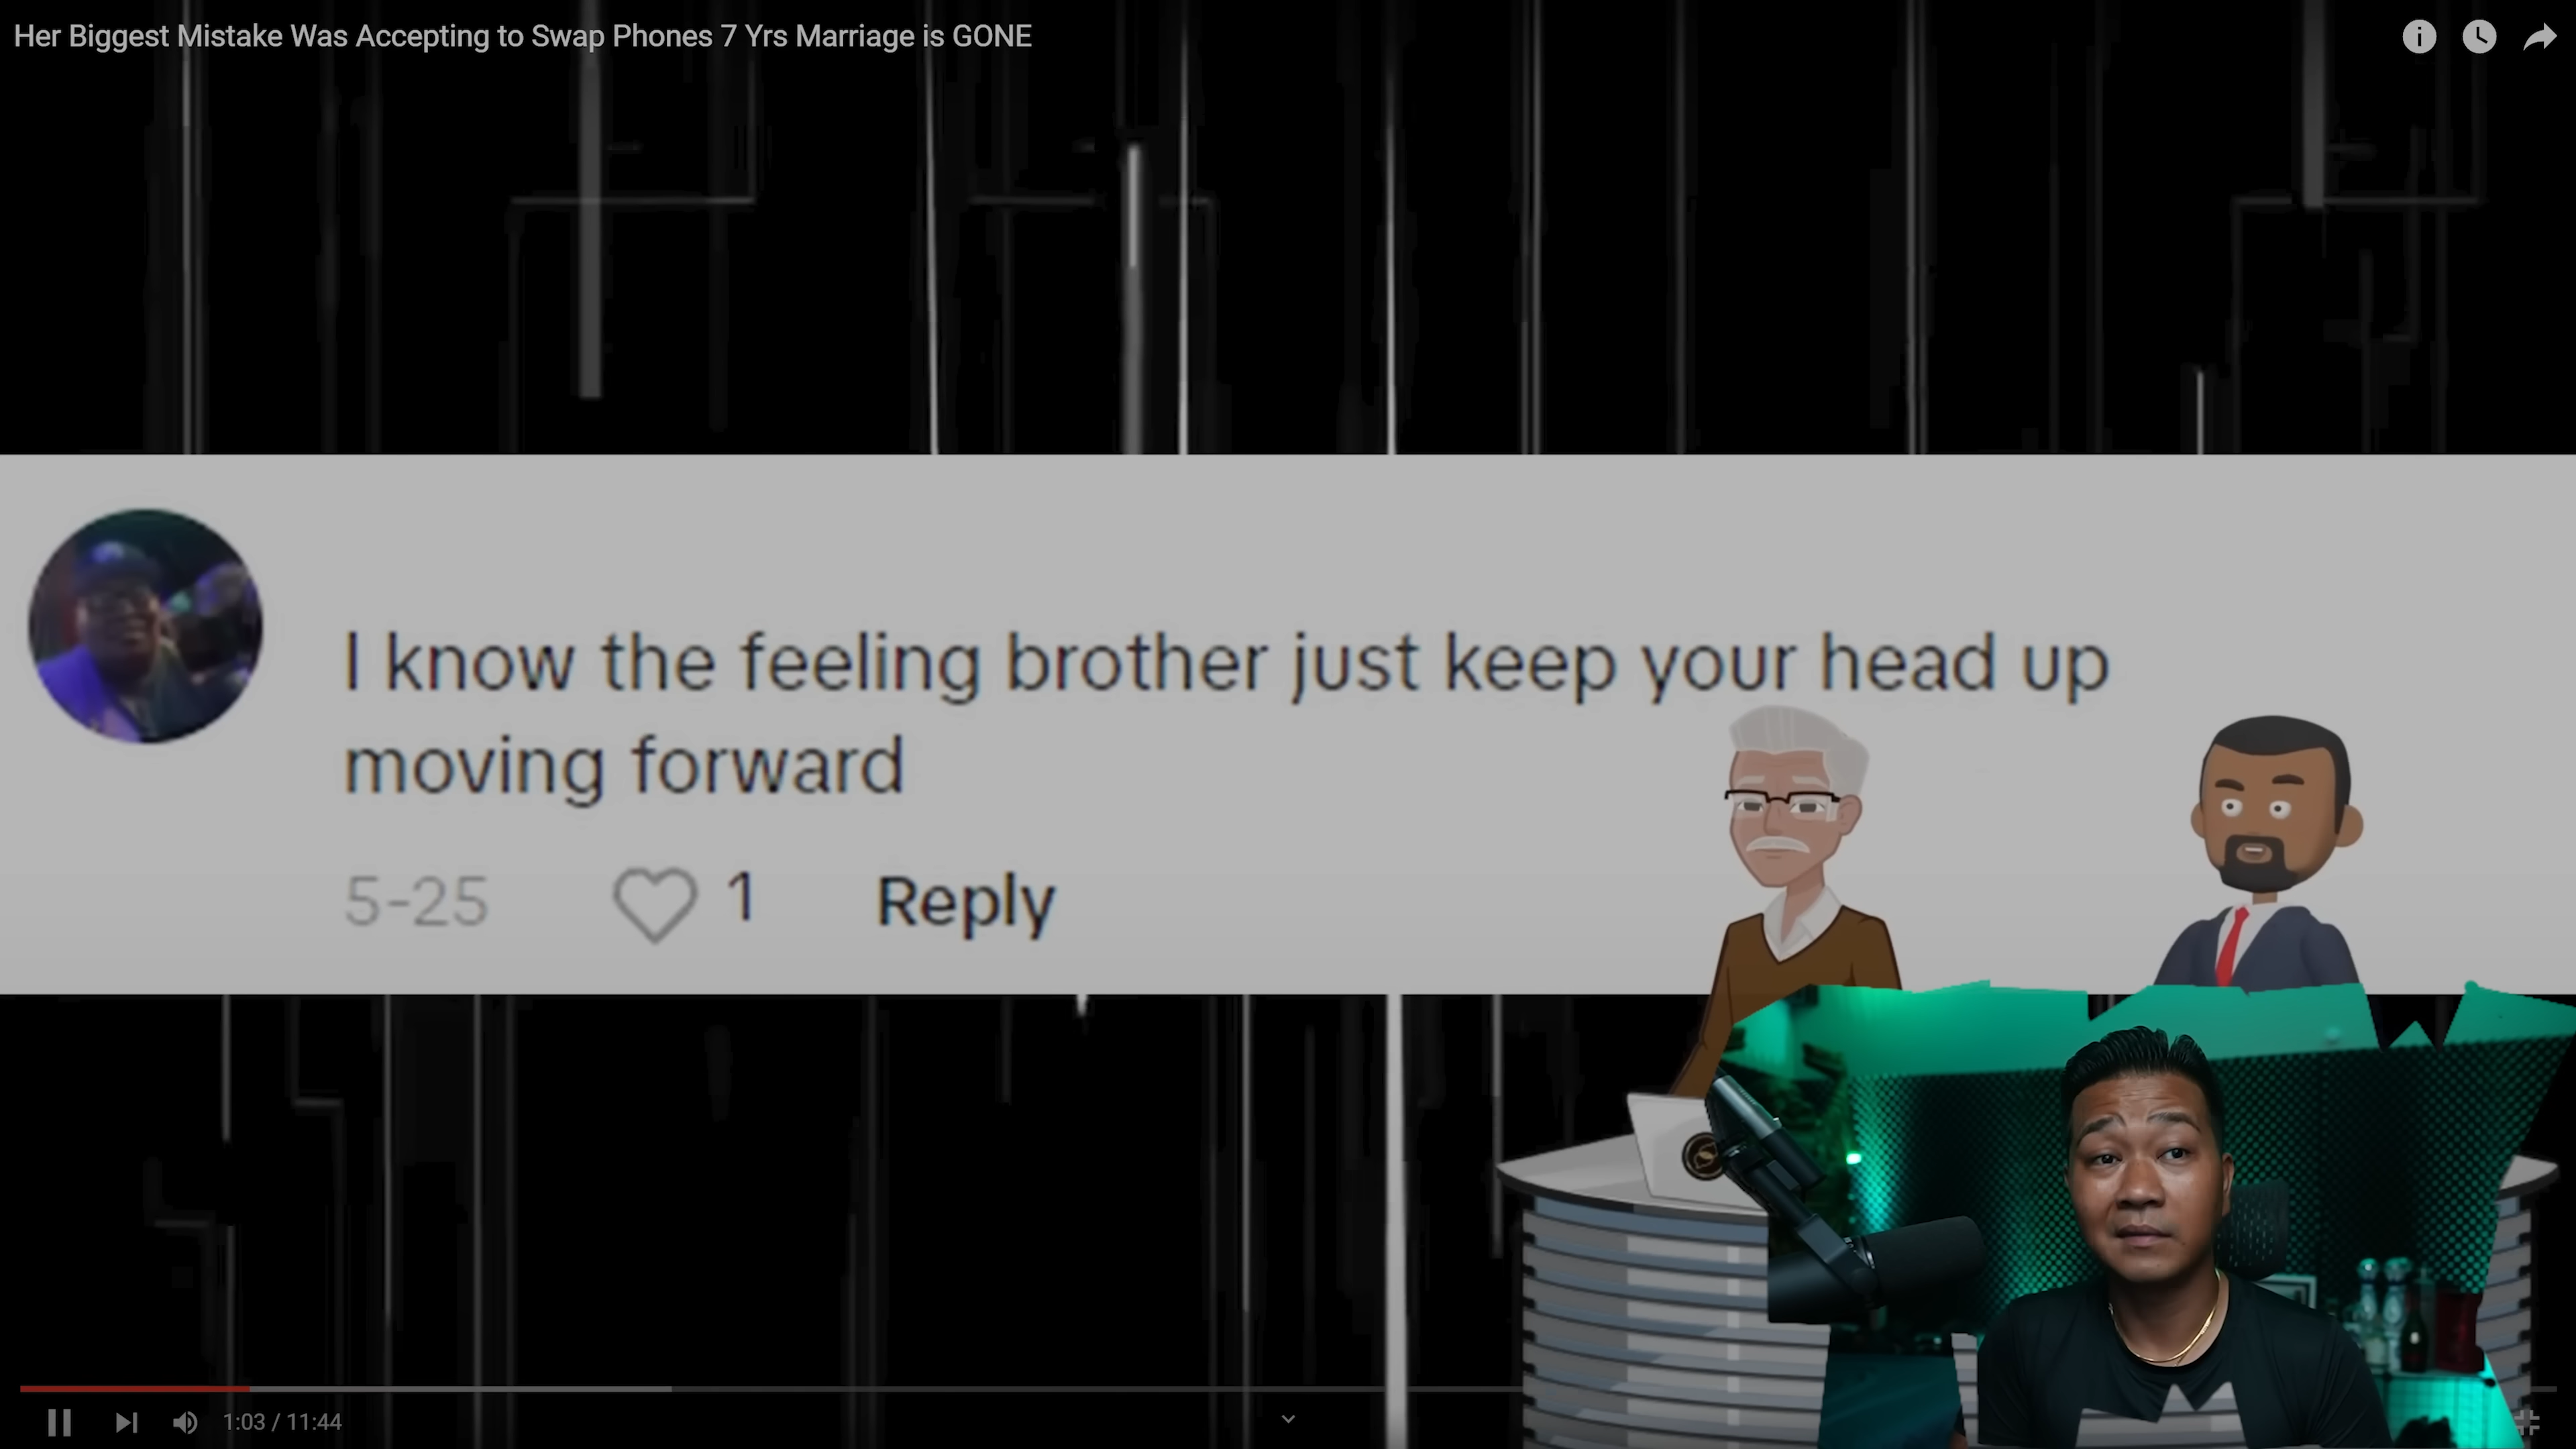 Her Biggest Mistake Was Accepting to Swap Phones 7 Yrs Marriage is GONE
I know the feeling brother just keep your head up
moving forward
5-25 1 Reply
1:03 / 11:44